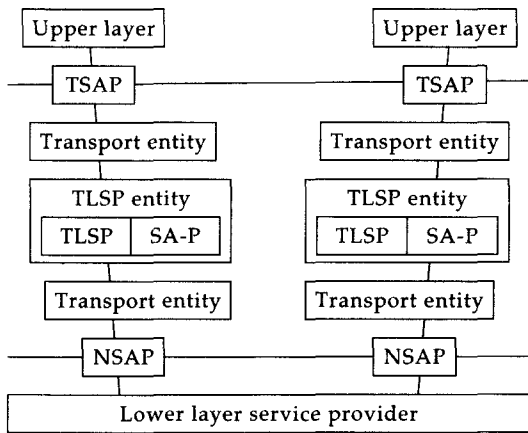 Upper layer Upper layer
TSAP TSAP
Transport entity Transport entity
TLSP entity TLSP entity
TLSP SA-P TLSP SA-P
Transport entity Transport entity
NSAP NSAP
Lower layer service provider